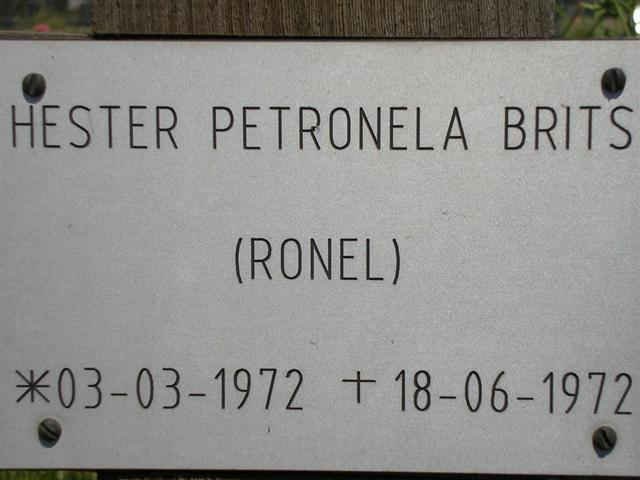 HESTER PETRONELA BRITS
(RONEL)
*03-03-1972 +18-06-1972